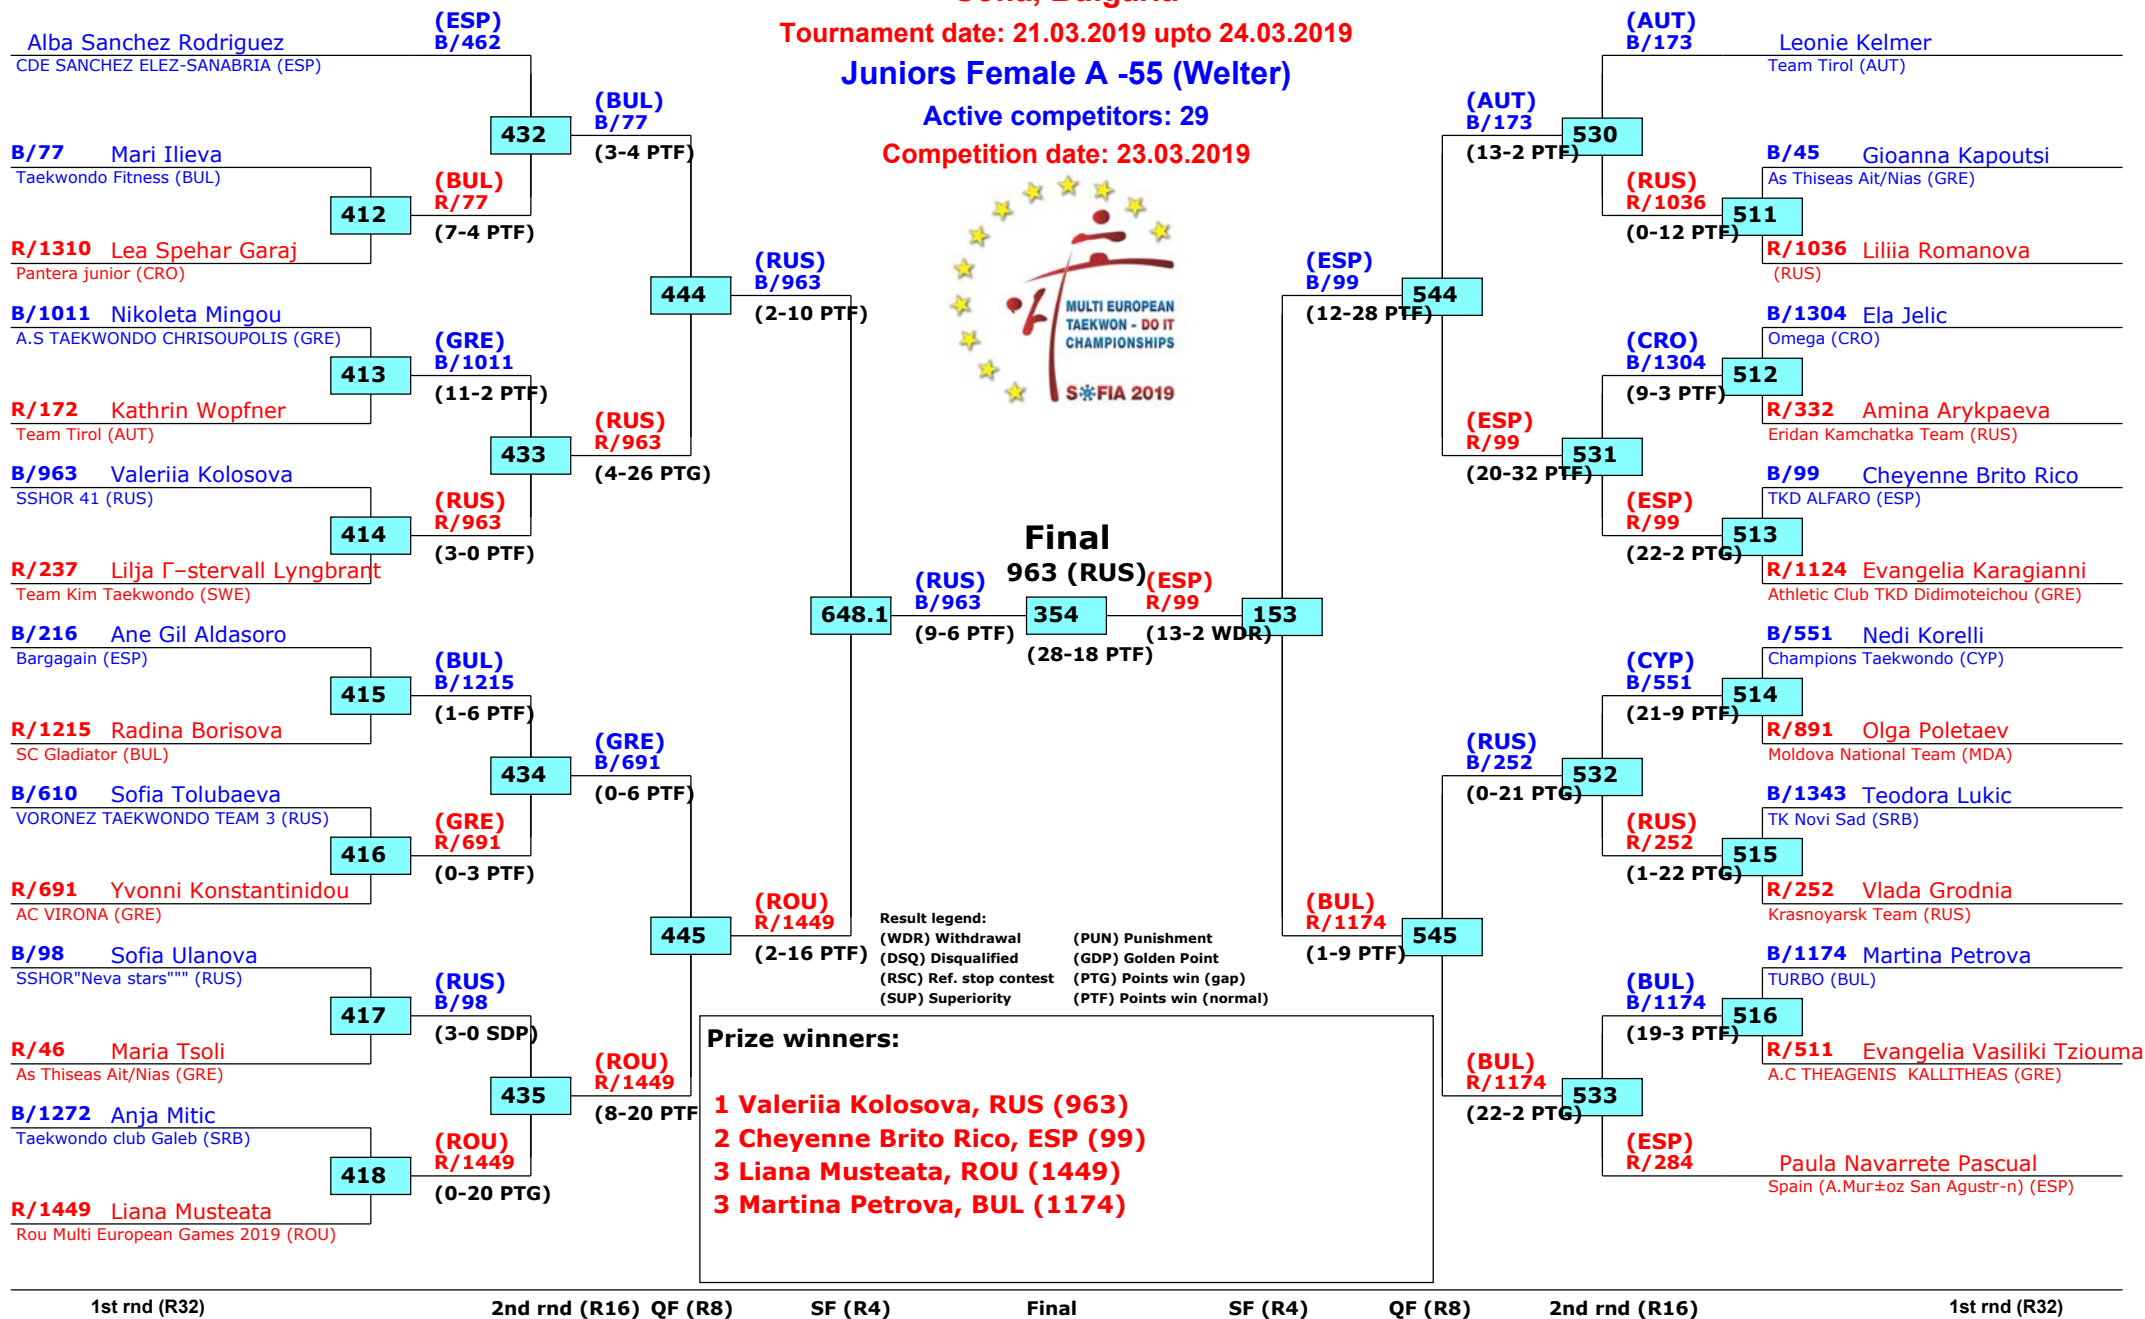 Sofia, Bulgaria
Tournament date: 21.03.2019 upto 24.03.2019
Juniors Female A -55 (Welter)
Active competitors: 29
Competition date: 23.03.2019
MULTI EUROPEAN
TAEKWON - DO IT
CHAMPIONSHIPS
SOFIA 2019
Alba Sanchez Rodriguez
CDE SANCHEZ ELEZ-SANABRIA (ESP)
B/77 Mari Ilieva
Taekwondo Fitness (BUL)
412
R/1310 Lea Spehar Garaj
Pantera junior (CRO)
B/1011 Nikoleta Mingou
A.S TAEKWONDO CHRISOUPOLIS (GRE)
413
R/172 Kathrin Wopfner
Team Tirol (AUT)
B/963 Valeriia Kolosova
SSHOR 41 (RUS)
414
R/237 Lilja Γ–stervall Lyngbrant
Team Kim Taekwondo (SWE)
B/216 Ane Gil Aldasoro
Bargagain (ESP)
415
R/1215 Radina Borisova
SC Gladiator (BUL)
B/610 Sofia Tolubaeva
VORONEZ TAEKWONDO TEAM 3 (RUS)
416
R/691 Yvonni Konstantinidou
AC VIRONA (GRE)
B/98 Sofia Ulanova
SSHOR"Neva stars""" (RUS)
417
R/46 Maria Tsoli
As Thiseas Ait/Nias (GRE)
B/1272 Anja Mitic
Taekwondo club Galeb (SRB)
418
R/1449 Liana Musteata
Rou Multi European Games 2019 (ROU)
(ESP)
B/462
432
(BUL)
R/77
(7-4 PTF)
(GRE)
B/1011
(11-2 PTF)
433
(RUS)
R/963
(3-0 PTF)
(BUL)
B/1215
(1-6 PTF)
434
(GRE)
R/691
(0-3 PTF)
(RUS)
B/98
(3-0 SDP)
435
(ROU)
R/1449
(0-20 PTG)
(BUL)
B/77
(3-4 PTF)
444
(RUS)
R/963
(4-26 PTG)
(GRE)
B/691
(0-6 PTF)
445
(ROU)
R/1449
(8-20 PTF
(RUS)
B/963
(2-10 PTF)
648.1
(ROU)
R/1449
(2-16 PTF)
(RUS)
B/963
(9-6 PTF)
Final
963 (RUS)
354
(28-18 PTF)
(ESP)
R/99
(13-2 WDR)
153
(ESP)
B/99
(12-28 PTF)
544
(BUL)
R/1174
(1-9 PTF)
545
(AUT)
B/173
(13-2 PTF)
530
(ESP)
R/99
(20-32 PTF)
531
(RUS)
B/252
(0-21 PTG)
532
(BUL)
R/1174
(22-2 PTG)
533
(AUT)
B/173
(RUS)
R/1036
(0-12 PTF)
511
(CRO)
B/1304
(9-3 PTF)
512
(ESP)
R/99
(22-2 PTG)
513
(CYP)
B/551
(21-9 PTF)
514
(RUS)
R/252
(1-22 PTG)
515
(BUL)
B/1174
(19-3 PTF)
516
(ESP)
R/284
Leonie Kelmer
Team Tirol (AUT)
B/45 Gioanna Kapoutsi
As Thiseas Ait/Nias (GRE)
R/1036 Liliia Romanova
(RUS)
B/1304 Ela Jelic
Omega (CRO)
R/332 Amina Arykpaeva
Eridan Kamchatka Team (RUS)
B/99 Cheyenne Brito Rico
TKD ALFARO (ESP)
R/1124 Evangelia Karagianni
Athletic Club TKD Didimoteichou (GRE)
B/551 Nedi Korelli
Champions Taekwondo (CYP)
R/891 Olga Poletaev
Moldova National Team (MDA)
B/1343 Teodora Lukic
TK Novi Sad (SRB)
R/252 Vlada Grodnia
Krasnoyarsk Team (RUS)
B/1174 Martina Petrova
TURBO (BUL)
R/511 Evangelia Vasiliki Tziouma
A.C THEAGENIS KALLITHEAS (GRE)
Paula Navarrete Pascual
Spain (A.Mur±oz San Agustr-n) (ESP)
Result legend:
(WDR) Withdrawal (PUN) Punishment
(DSQ) Disqualified (GDP) Golden Point
(RSC) Ref. stop contest (PTG) Points win (gap)
(SUP) Superiority (PTF) Points win (normal)
Prize winners:
1 Valeriia Kolosova, RUS (963)
2 Cheyenne Brito Rico, ESP (99)
3 Liana Musteata, ROU (1449)
3 Martina Petrova, BUL (1174)
1st rnd (R32) 2nd rnd (R16) QF (R8) SF (R4) Final SF (R4) QF (R8) 2nd rnd (R16) 1st rnd (R32)